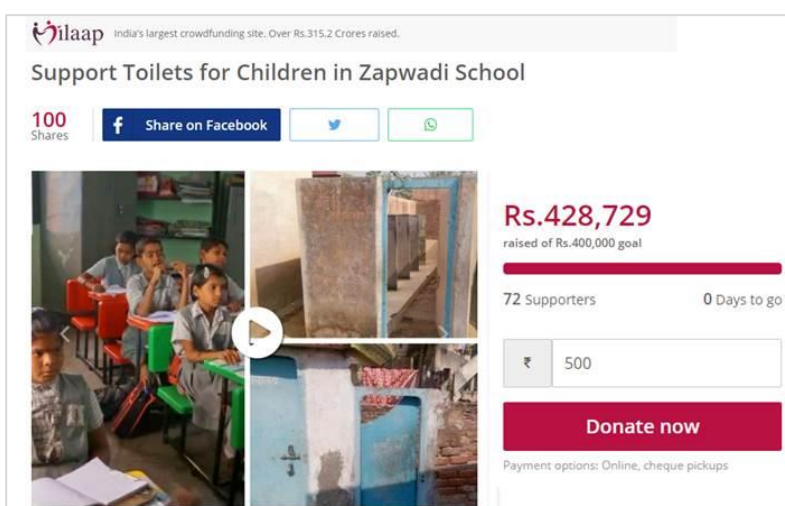 Milaap India's largest crowdfunding site. Over Rs.315.2 Crores raised.
Support Toilets for Children in Zapwadi School
100
Shares
f Share on Facebook
Rs.428,729
raised of Rs.400,000 goal
72 Supporters 0 Days to go
₹ 500
Donate now
Payment options: Online, cheque pickups